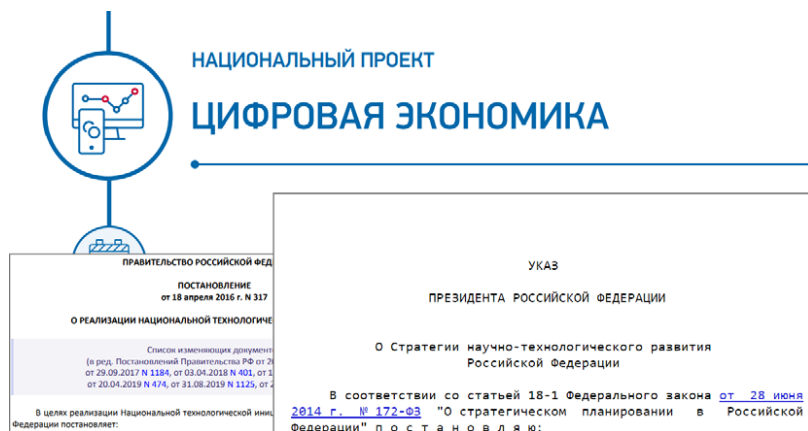 НАЦИОНАЛЬНЫЙ ПРОЕКТ
ЦИФРОВАЯ ЭКОНОМИКА
ПРАВИТЕЛЬСТВО РОССИЙСКОЙ ФЕД
ПОСТАНОВЛЕНИЕ
от 18 апреля 2016 г. N 317
О РЕАЛИЗАЦИИ НАЦИОНАЛЬНОЙ ТЕХНОЛОГИЧЕ
Список изменяющих документ
(в ред. Постановлений Правительства РФ от 2
от 29.09.2017 N 1184, от 03.04.2018 N 401, от 1
от 20.04.2019 N 474, от 31.08.2019 N 1125, от 2
В целях реализации Национальной технологической иниц
Федерации постановляет:
УКАЗ
ПРЕЗИДЕНТА РОССИЙСКОЙ ФЕДЕРАЦИИ
О Стратегии научно-технологического развития
Российской Федерации
В соответствии со статьей 18-1 Федерального закона от 28 июня
2014 г. № 172-ФЗ "О стратегическом планировании в Российской
Федерации" п о с т а н о в л я ю: